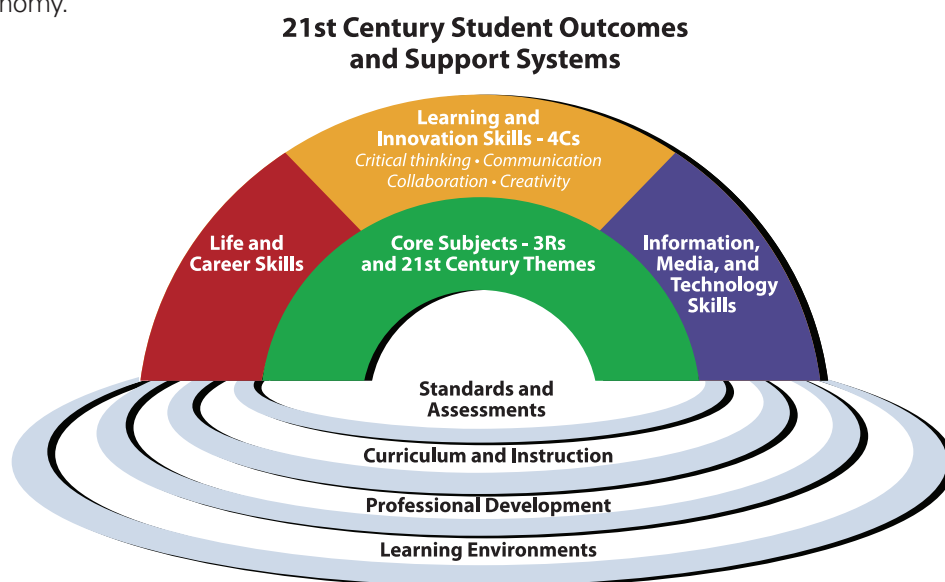 nomy.
21st Century Student Outcomes
and Support Systems
Learning and
Innovation Skills - 4Cs
Critical thinking • Communication
Collaboration • Creativity
Life and
Career Skills
Core Subjects - 3Rs
and 21st Century Themes
Information,
Media, and
Technology
Skills
Standards and
Assessments
Curriculum and Instruction
Professional Development
Learning Environments